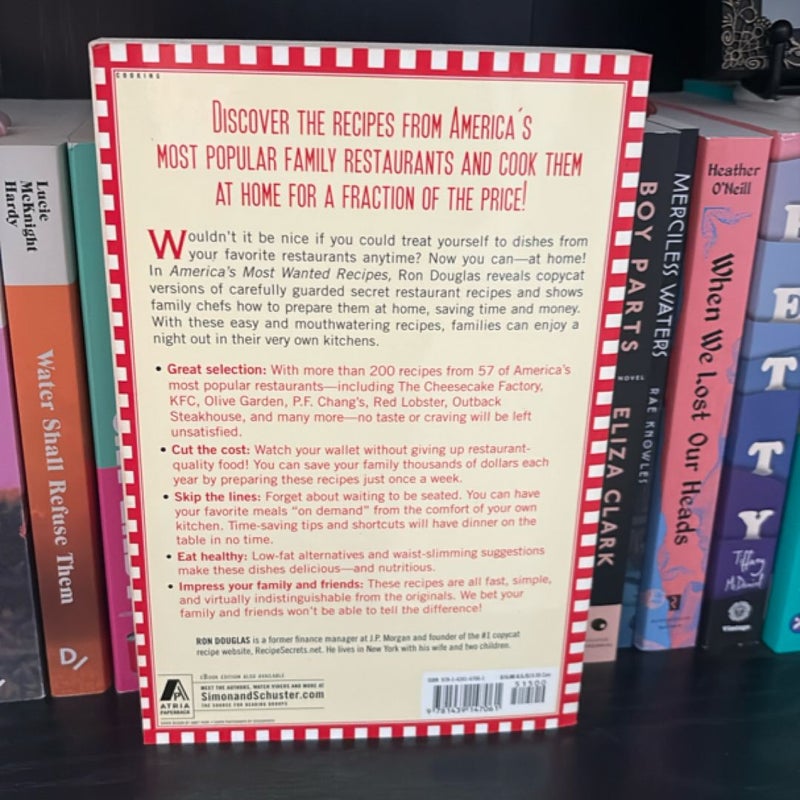 COOKING
DISCOVER THE RECIPES FROM AMERICA'S
MOST POPULAR FAMILY RESTAURANTS AND COOK THEM
AT HOME FOR A FRACTION OF THE PRICE!
Wouldn't it be nice if you could treat yourself to dishes from
your favorite restaurants anytime? Now you can—at home!
In America's Most Wanted Recipes, Ron Douglas reveals copycat
versions of carefully guarded secret restaurant recipes and shows
family chefs how to prepare them at home, saving time and money.
With these easy and mouthwatering recipes, families can enjoy a
night out in their very own kitchens.
• Great selection: With more than 200 recipes from 57 of America's
most popular restaurants—including The Cheesecake Factory,
KFC, Olive Garden, P.F. Chang's, Red Lobster, Outback
Steakhouse, and many more—no taste or craving will be left
unsatisfied.
• Cut the cost: Watch your wallet without giving up restaurant-
quality food! You can save your family thousands of dollars each
year by preparing these recipes just once a week.
• Skip the lines: Forget about waiting to be seated. You can have
your favorite meals "on demand" from the comfort of your own
kitchen. Time-saving tips and shortcuts will have dinner on the
table in no time.
• Eat healthy: Low-fat alternatives and waist-slimming suggestions
make these dishes delicious—and nutritious.
• Impress your family and friends: These recipes are all fast, simple,
and virtually indistinguishable from the originals. We bet your
family and friends won't be able to tell the difference!
RON DOUGLAS is a former finance manager at J.P. Morgan and founder of the #1 copycat
recipe website, RecipeSecrets.net. He lives in New York with his wife and two children.
eBOOK EDITION ALSO AVAILABLE
MEET THE AUTHORS, WATCH VIDEOS AND MORE AT
SimonandSchuster.com
THE SOURCE FOR READING GROUPS
ATRIA
PAPERBACK
ISBN 978-1-4391-4706-1
51500
9 781439 147061
Lucie
McKnight
Hardy
Water Shall Refuse Them
D/
BOY PARTS
NOVEL
ELIZA CLARK
MERCILESS WATERS
RAE KNOWLES
Heather
O'Neill
When We Lost Our Heads
BETTY
Tiffany
McDaniel
Vintage